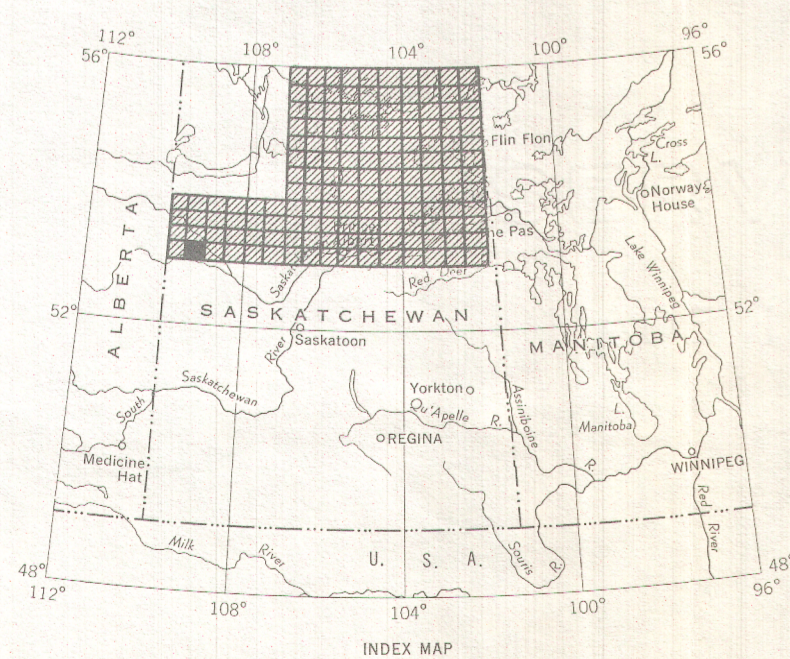 112°
108°
104°
100°
96°
56°
56°
Flin Flon
Cross
L.
Norway
House
The Pas
ALBERTA
Lake Winnipeg
Red Deer
52°
SASKATCHEWAN
52°
MANITOBA
River
Saskatoon
Saskatchewan
South
Yorkton
Qu'Apelle
R.
Assiniboine
L.
Manitoba
REGINA
Medicine
Hat
R.
WINNIPEG
Red
River
Milk
River
U. S. A.
Souris
R.
48°
48°
112°
108°
104°
100°
96°
INDEX MAP